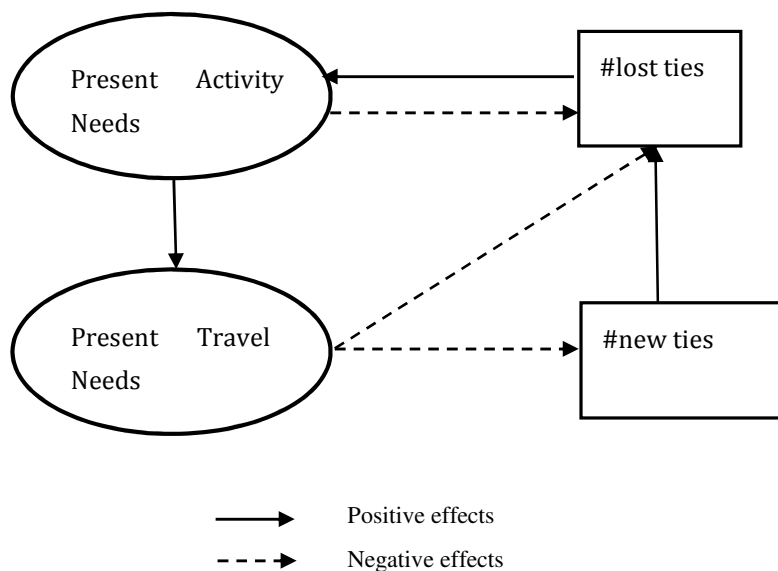 Present Activity
Needs
#lost ties
Present Travel
Needs
#new ties
Positive effects
Negative effects